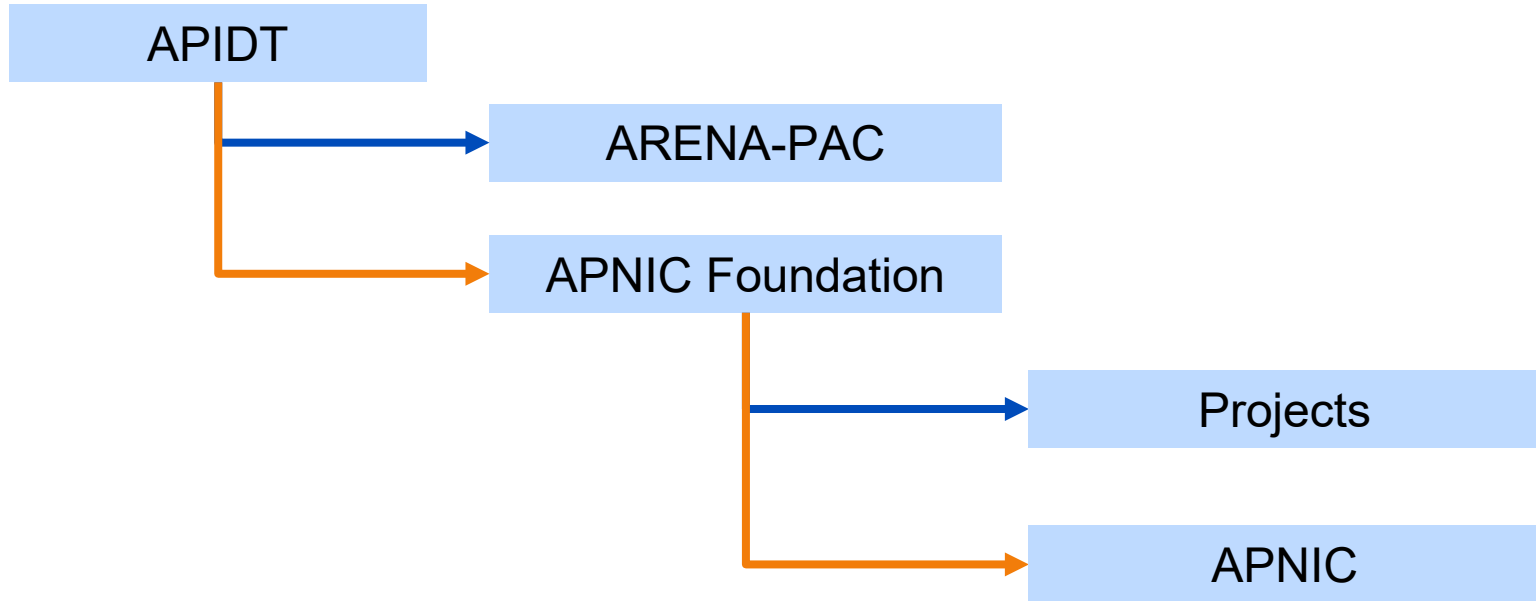 APIDT
ARENA-PAC
APNIC Foundation
Projects
APNIC